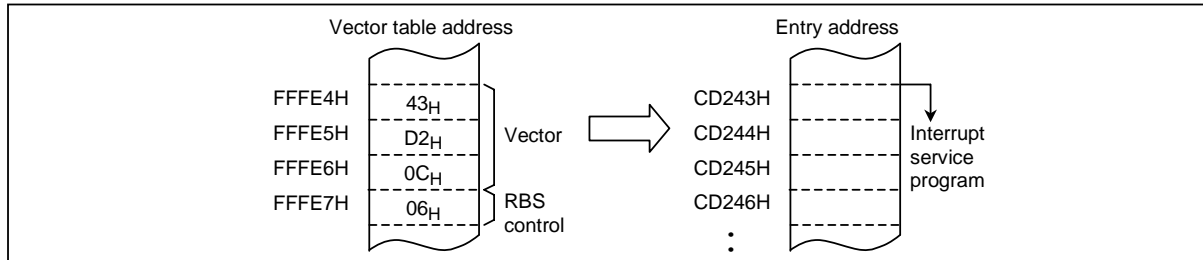 Vector table address
Entry address
FFFE4H 43H CD243H
FFFE5H D2H Vector CD244H Interrupt
FFFE6H 0CH CD245H service
program
FFFE7H 06H RBS CD246H
control
: